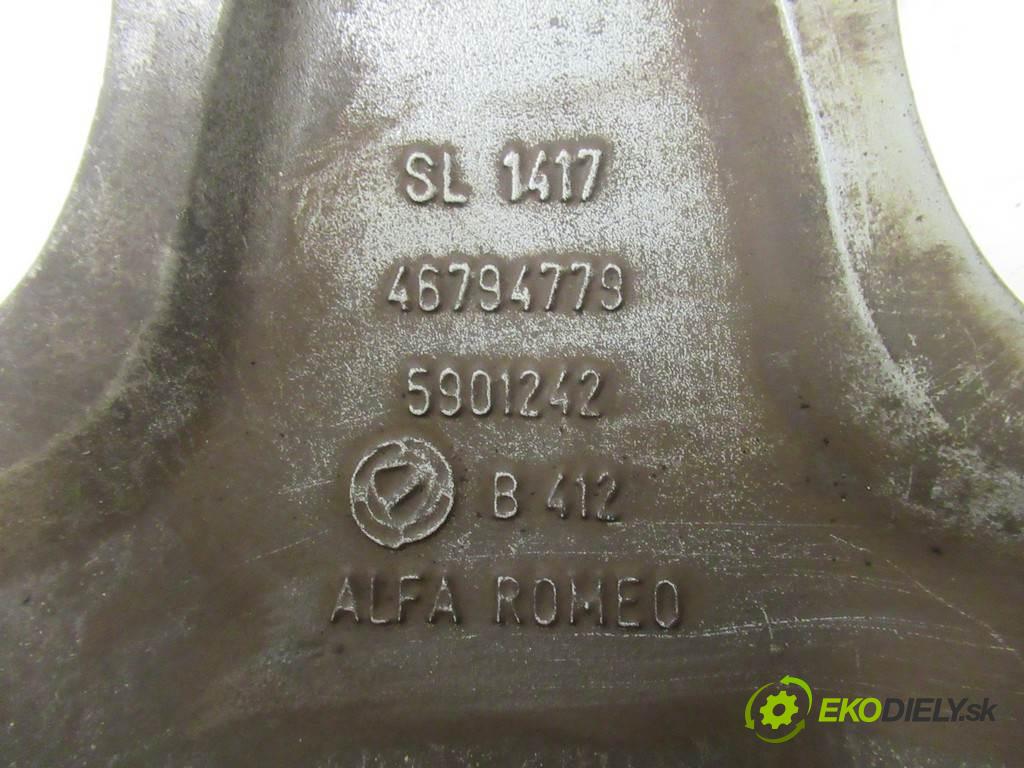 SL 1417
46794779
5901242
B 412
ALFA ROMEO
EKODIELY.sk